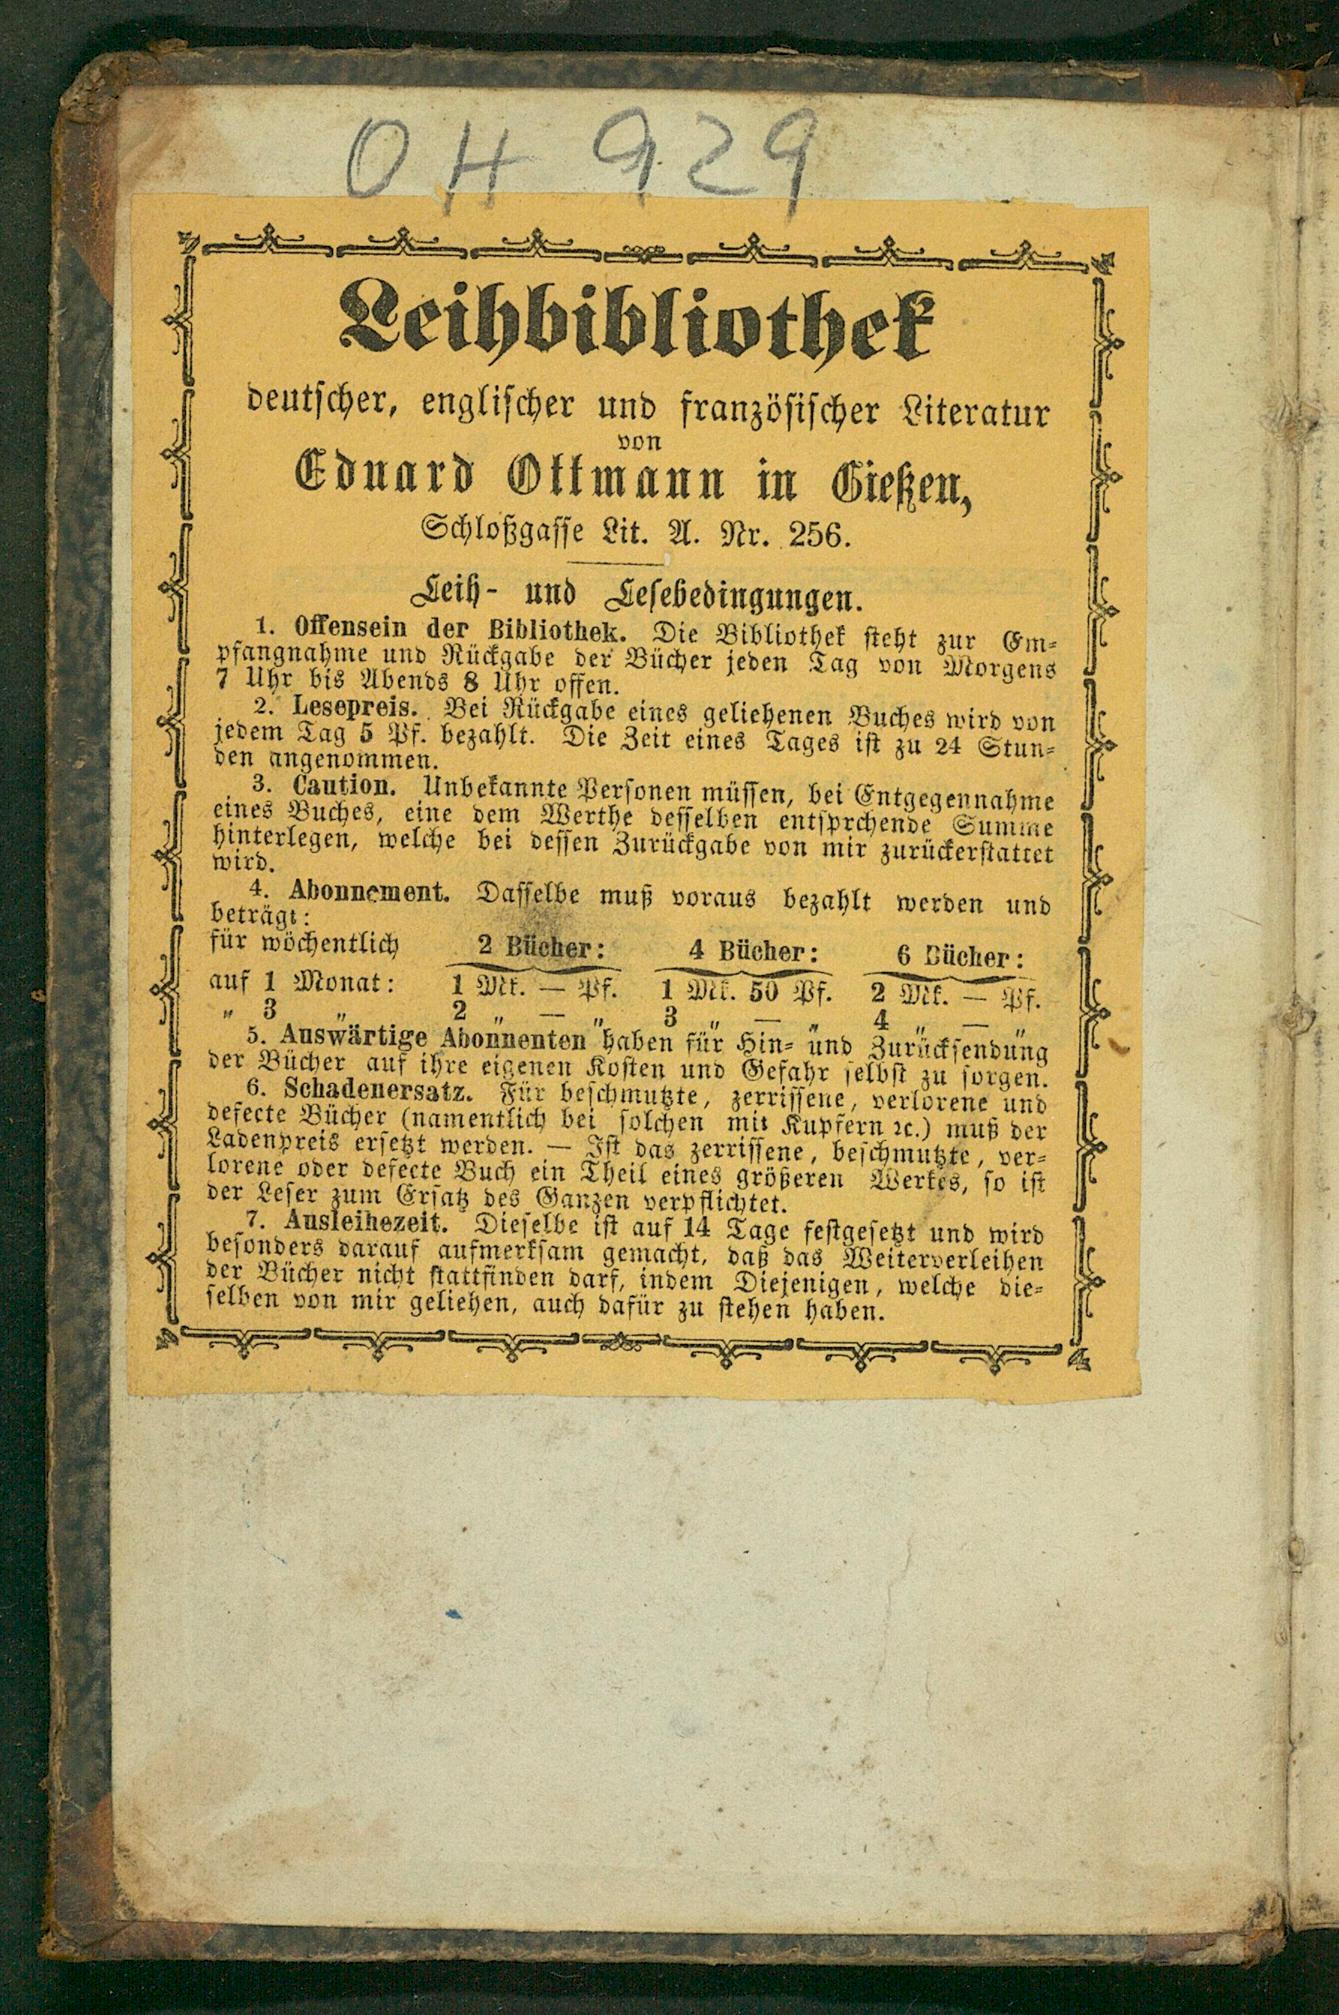 OH 929
Leihbibliothek
deutscher, englischer und französischer Literatur
von
Eduard Ottmann in Gießen,
Schloßgasse Lit. A. Nr. 256.
Leih- und Lesebedingungen.
1. Offensein der Bibliothek. Die Bibliothek steht zur Em-
pfangnahme und Rückgabe der Bücher jeden Tag von Morgens
7 Uhr bis Abends 8 Uhr offen.
2. Lesepreis. Bei Rückgabe eines geliehenen Buches wird von
jedem Tag 5 Pf. bezahlt. Die Zeit eines Tages ist zu 24 Stun-
den angenommen.
3. Caution. Unbekannte Personen müssen, bei Entgegennahme
eines Buches, eine dem Werthe desselben entsprchende Summe
hinterlegen, welche bei dessen Zurückgabe von mir zurückerstattet
wird.
4. Abonnement. Dasselbe muß voraus bezahlt werden und
beträgt:
für wöchentlich 2 Bücher: 4 Bücher: 6 Bücher:
auf 1 Monat: 1 Mk. — Pf. 1 Mk. 50 Pf. 2 Mk. — Pf.
„ 3 „ 2 „ — „ 3 „ — „ 4 „ — „
5. Auswärtige Abonnenten haben für Hin- und Zurücksendung
der Bücher auf ihre eigenen Kosten und Gefahr selbst zu sorgen.
6. Schadenersatz. Für beschmutzte, zerrissene, verlorene und
defecte Bücher (namentlich bei solchen mit Kupfern ꝛc.) muß der
Ladenpreis ersetzt werden. — Ist das zerrissene, beschmutzte, ver-
lorene oder defecte Buch ein Theil eines größeren Werkes, so ist
der Leser zum Ersatz des Ganzen verpflichtet.
7. Ausleihezeit. Dieselbe ist auf 14 Tage festgesetzt und wird
besonders darauf aufmerksam gemacht, daß das Weiterverleihen
der Bücher nicht stattfinden darf, indem Diejenigen, welche die-
selben von mir geliehen, auch dafür zu stehen haben.